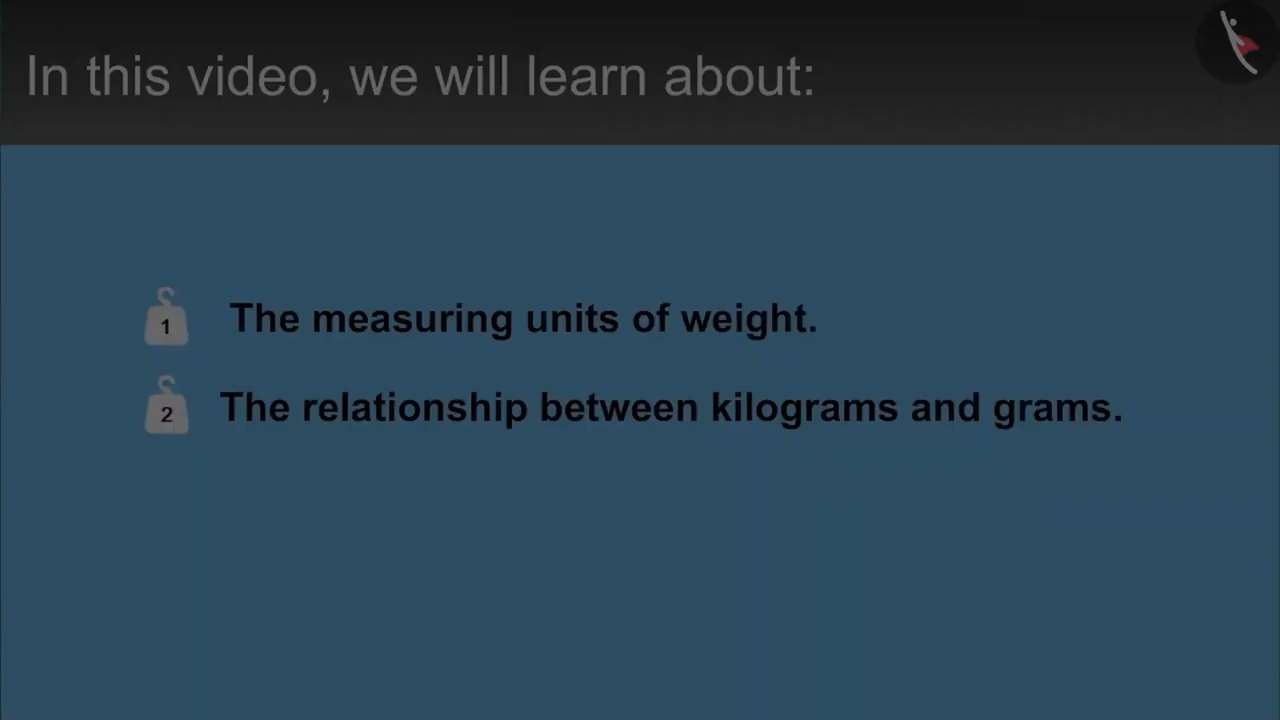 In this video, we will learn about:
1 The measuring units of weight.
2 The relationship between kilograms and grams.